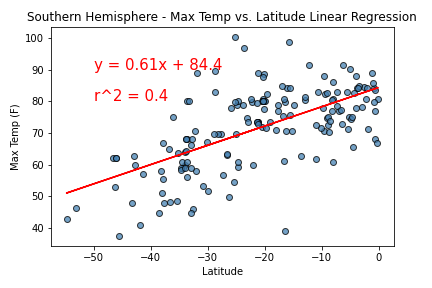 Southern Hemisphere - Max Temp vs. Latitude Linear Regression
y = 0.61x + 84.4
r^2 = 0.4
Max Temp (F)
100
90
80
70
60
50
40
−50
−40
−30
−20
−10
0
Latitude